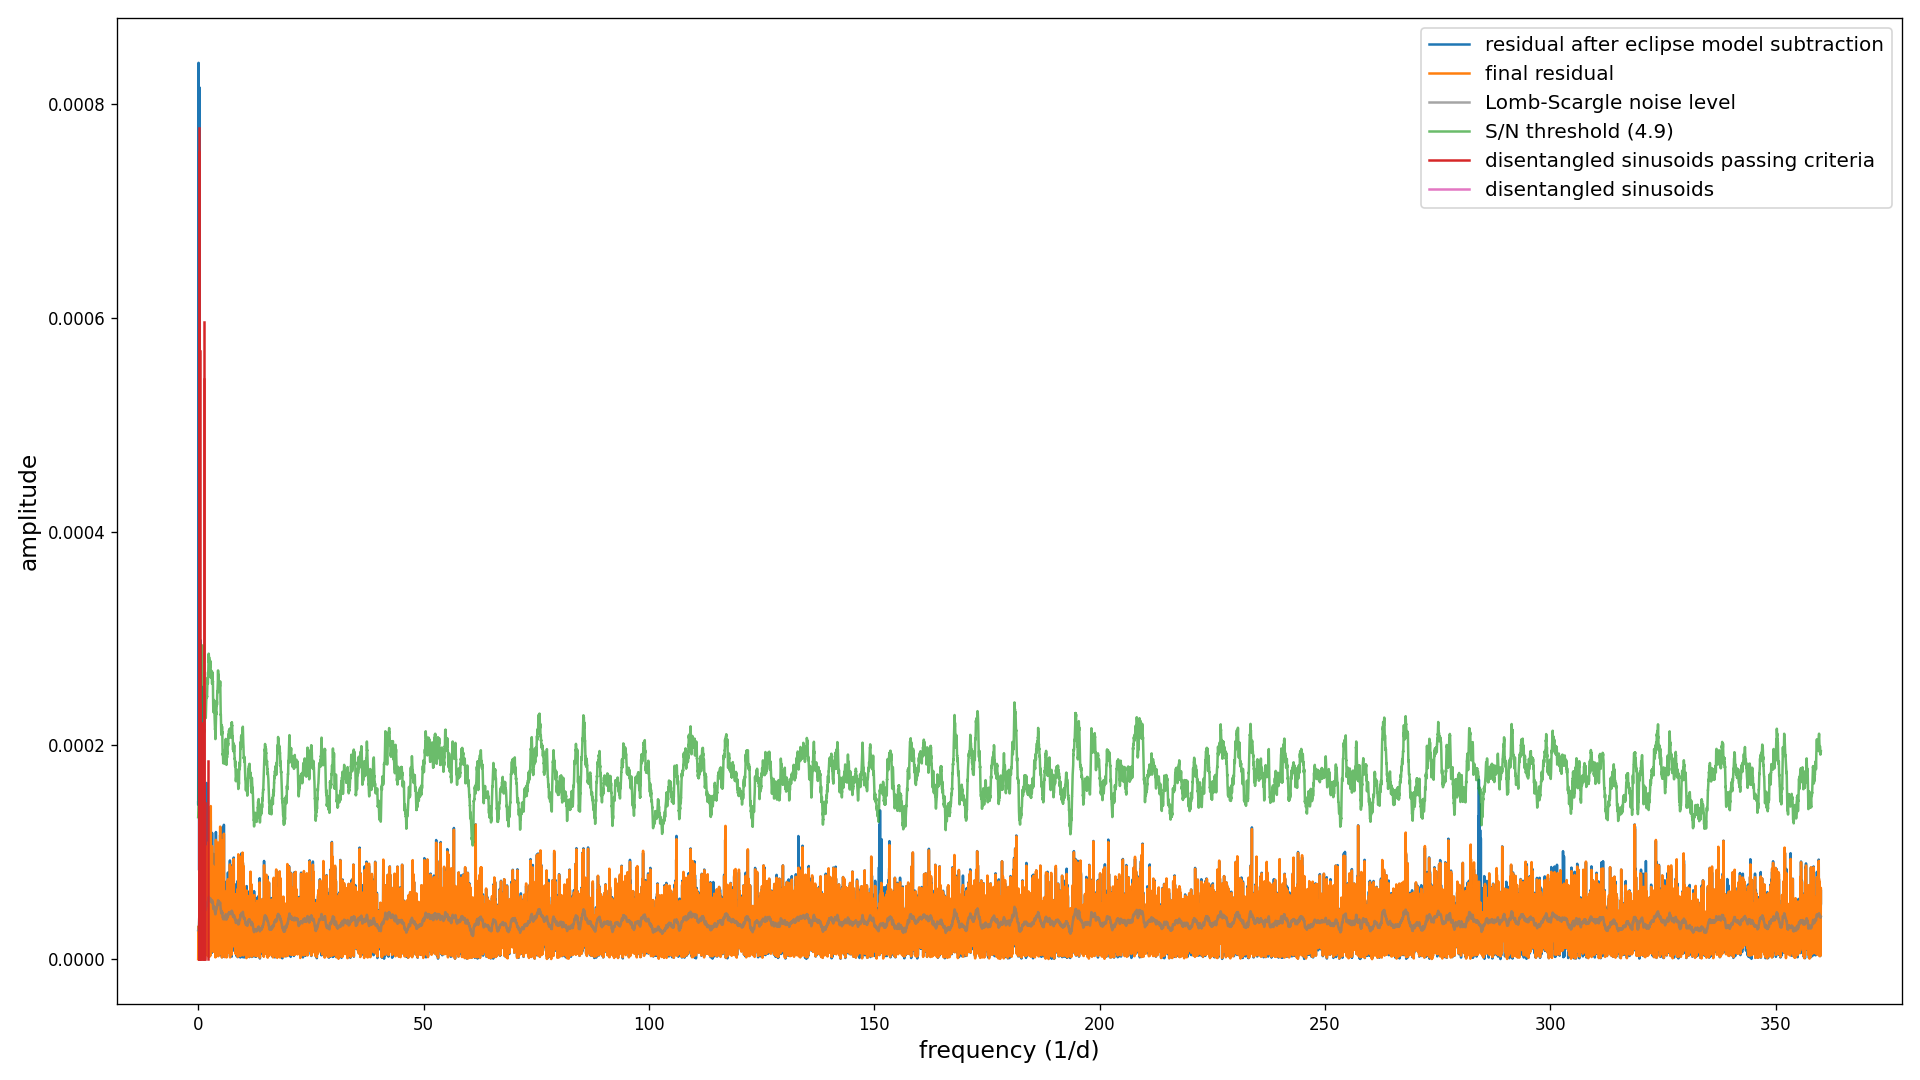 residual after eclipse model subtraction
final residual
Lomb-Scargle noise level
S/N threshold (4.9)
disentangled sinusoids passing criteria
disentangled sinusoids
amplitude
0.0008
0.0006
0.0004
0.0002
0.0000
0 50 100 150 200 250 300 350
frequency (1/d)